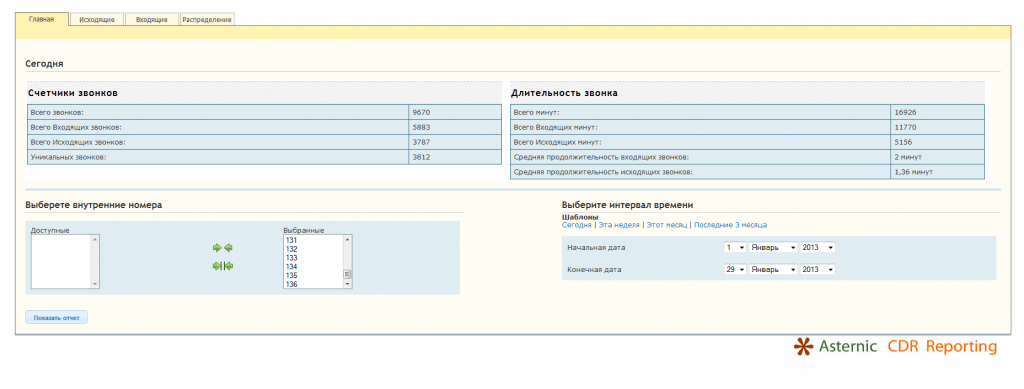 Главная Исходящие Входящие Распределение
Сегодня
Счетчики звонков
Всего звонков: 9670
Всего Входящих звонков: 5883
Всего Исходящих звонков: 3787
Уникальных звонков: 3812
Длительность звонка
Всего минут: 16926
Всего Входящих минут: 11770
Всего Исходящих минут: 5156
Средняя продолжительность входящих звонков: 2 минут
Средняя продолжительность исходящих звонков: 1,36 минут
Выберете внутренние номера
Доступные
Выбранные
131
132
133
134
135
136
Выберите интервал времени
Шаблоны
Сегодня | Эта неделя | Этот месяц | Последние 3 месяца
Начальная дата 1 Январь 2013
Конечная дата 29 Январь 2013
Показать отчет
Asternic CDR Reporting